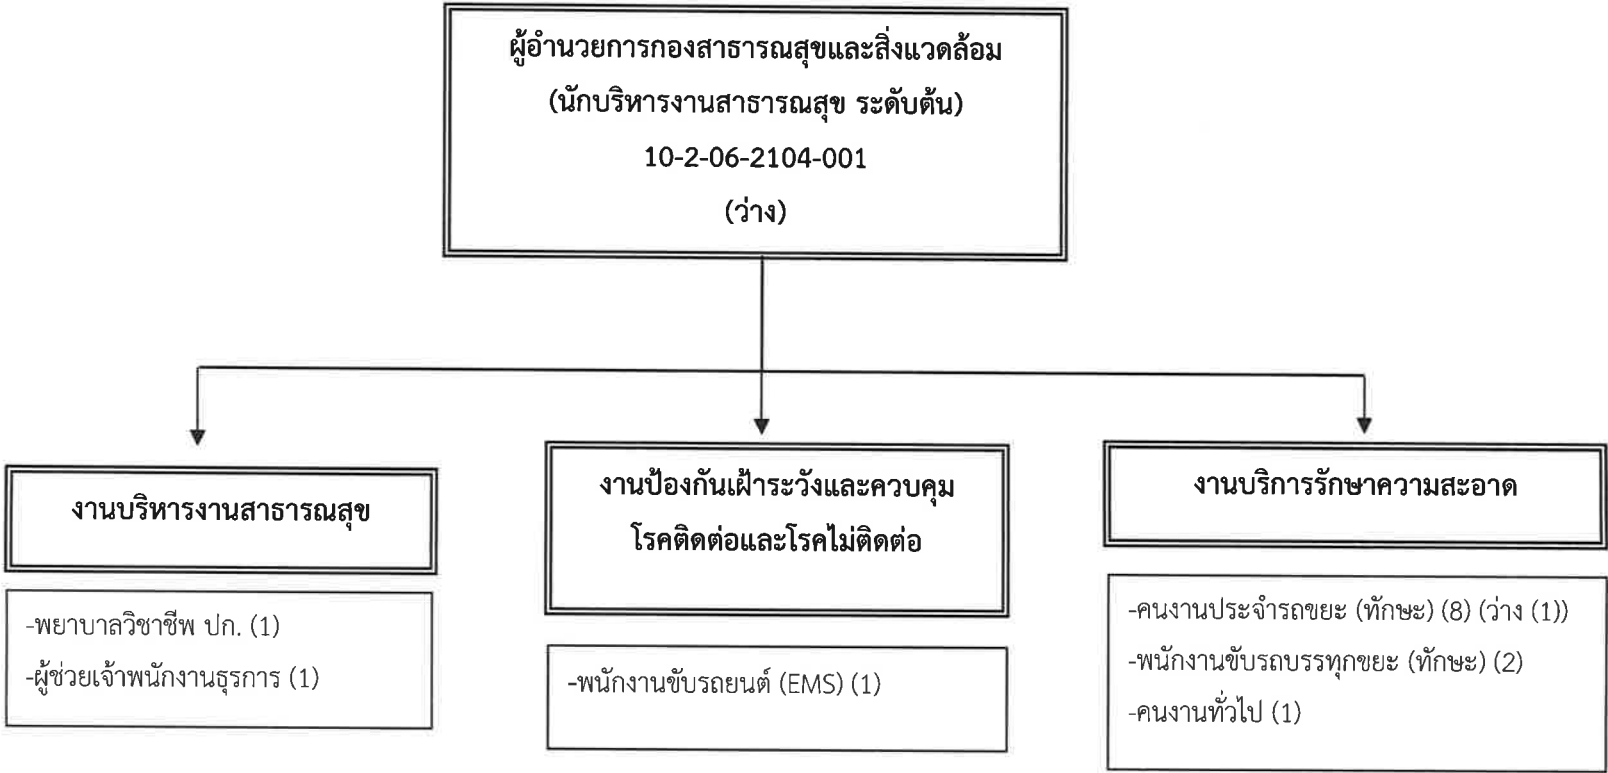 ผู้อำนวยการกองสาธารณสุขและสิ่งแวดล้อม
(นักบริหารงานสาธารณสุข ระดับต้น)
10-2-06-2104-001
(ว่าง)
งานบริหารงานสาธารณสุข
-พยาบาลวิชาชีพ ปก. (1)
-ผู้ช่วยเจ้าพนักงานธุรการ (1)
งานป้องกันเฝ้าระวังและควบคุม
โรคติดต่อและโรคไม่ติดต่อ
-พนักงานขับรถยนต์ (EMS) (1)
งานบริการรักษาความสะอาด
-คนงานประจำรถขยะ (ทักษะ) (8) (ว่าง (1))
-พนักงานขับรถบรรทุกขยะ (ทักษะ) (2)
-คนงานทั่วไป (1)